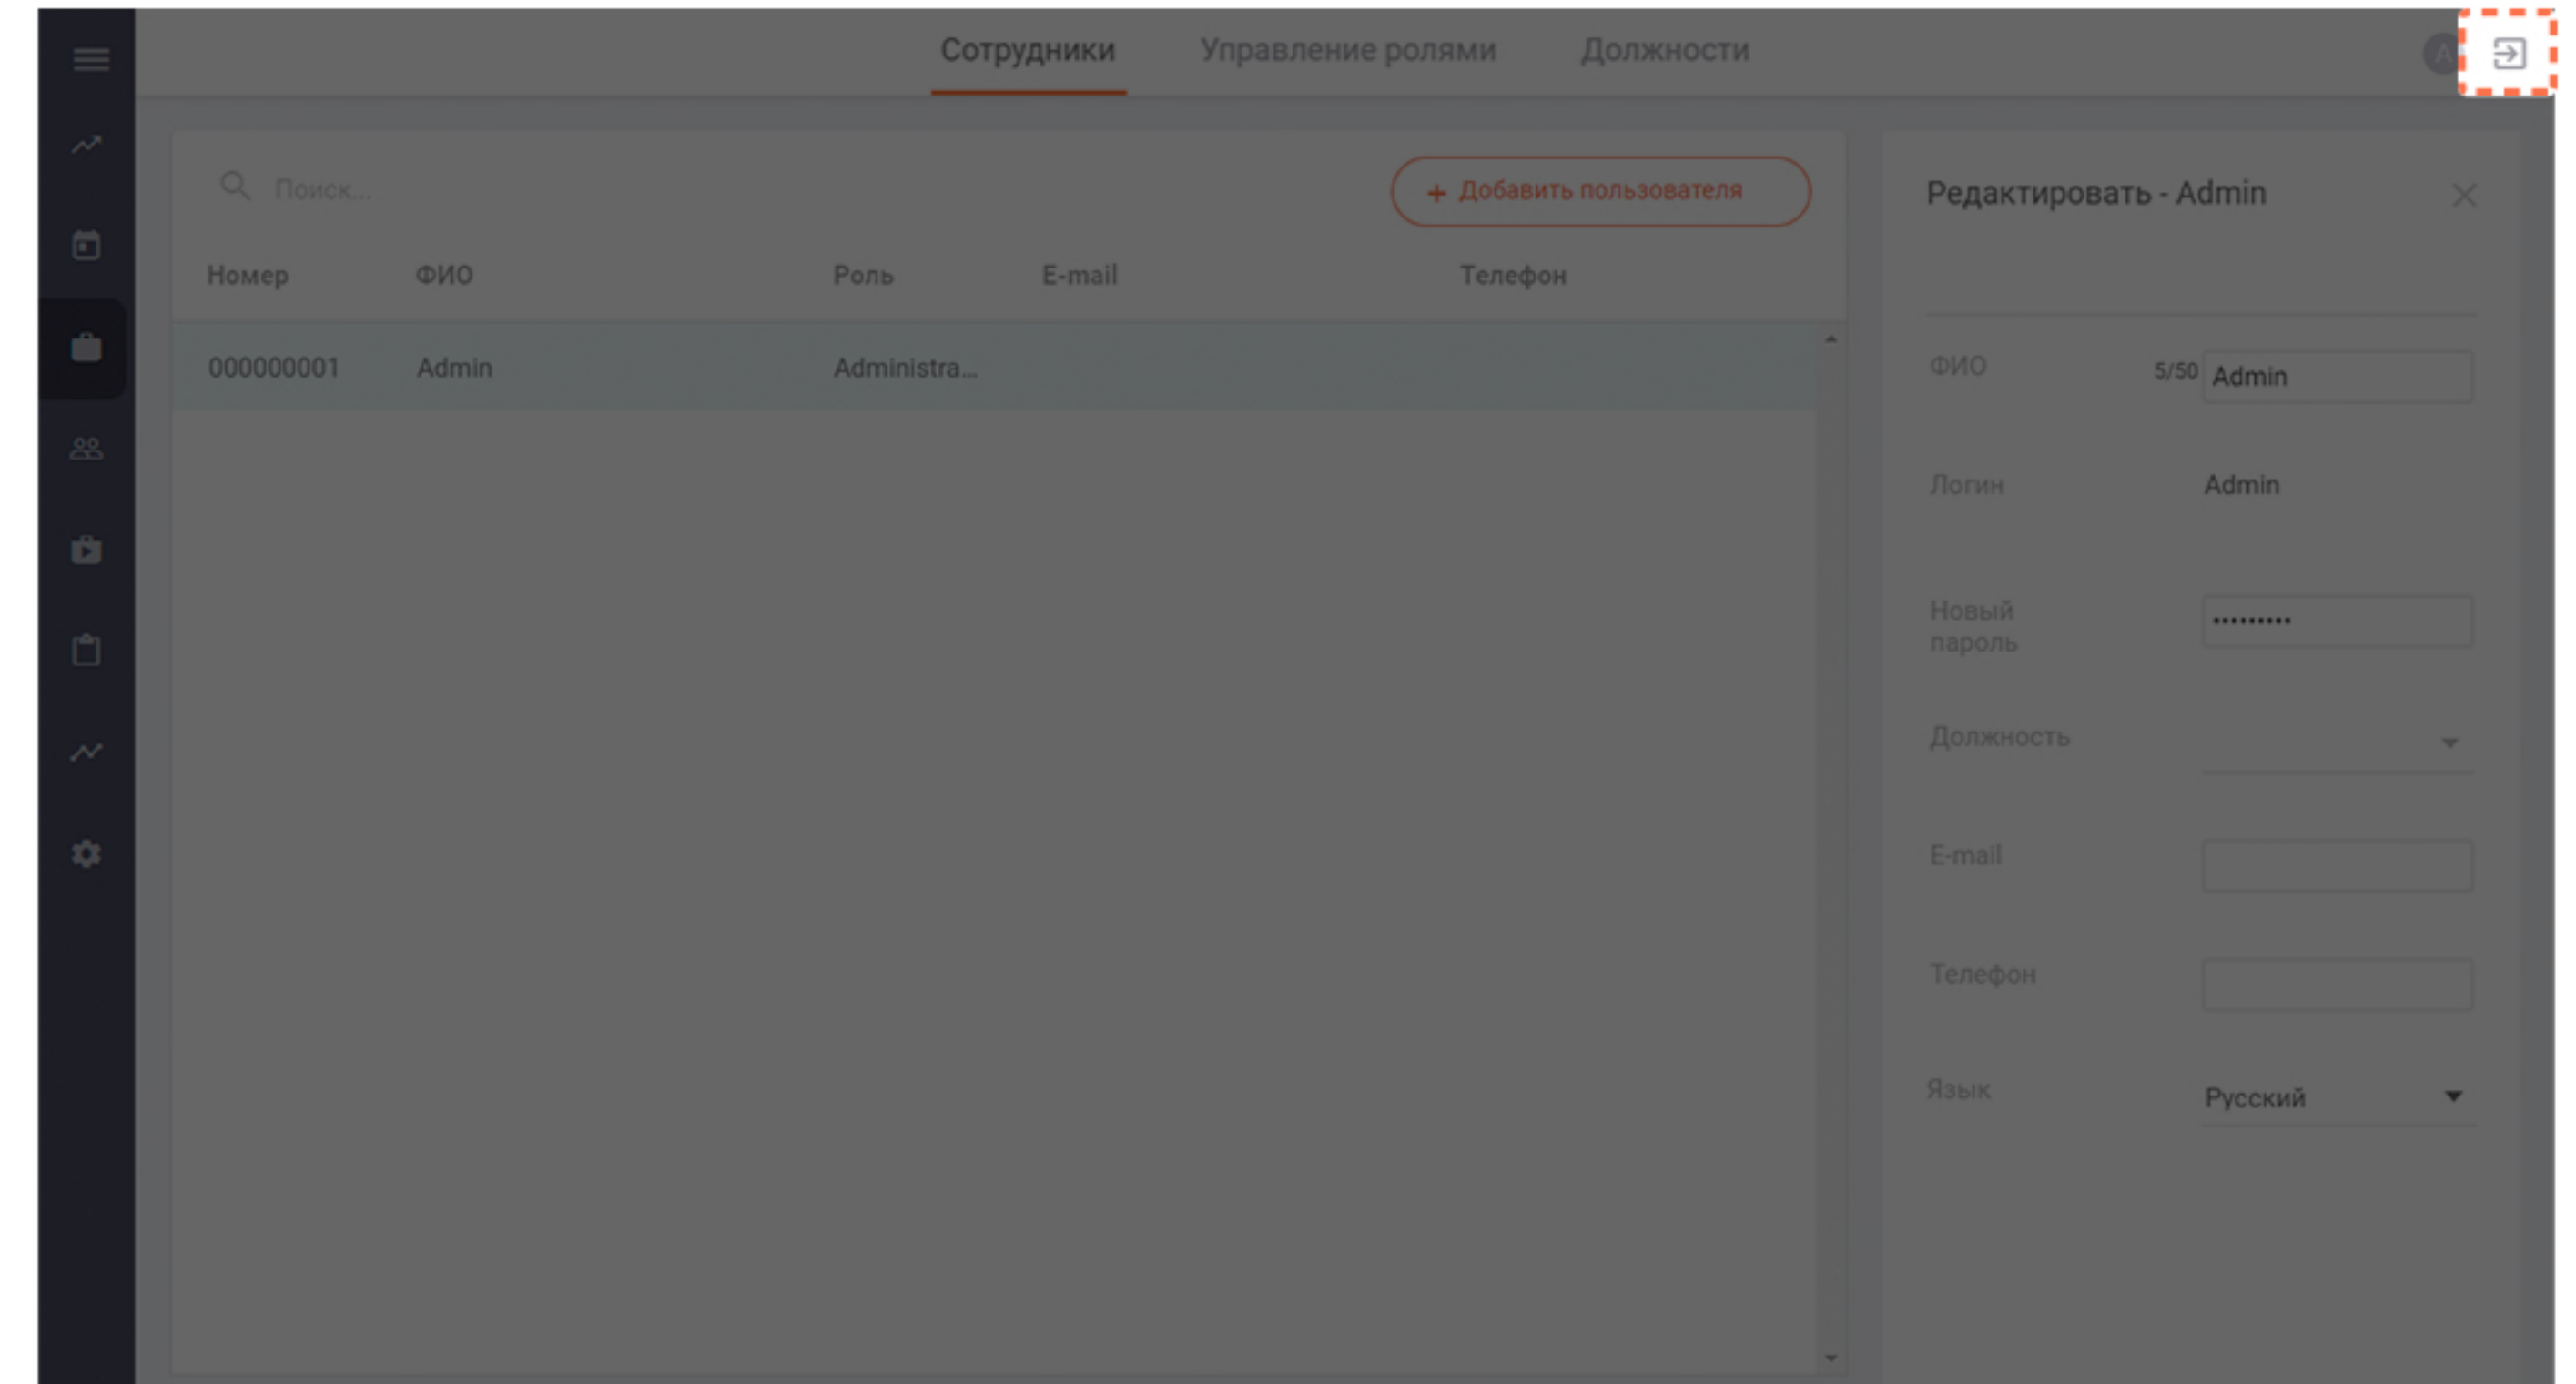 Сотрудники Управление ролями Должности A
Поиск...
+ Добавить пользователя
Номер ФИО Роль E-mail Телефон
000000001 Admin Administra...
Редактировать - Admin
ФИО 5/50 Admin
Логин Admin
Новый
пароль •••••••••
Должность
E-mail
Телефон
Язык Русский